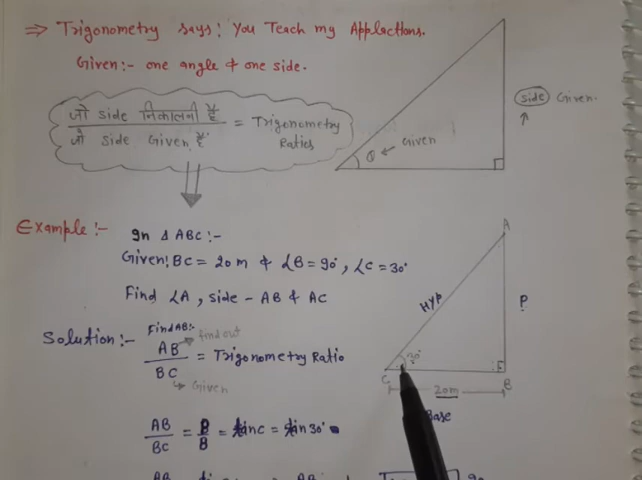 ⇒ Trigonometry says: You Teach my Applactions.
Given:- one angle & one side.
जो side निकालनी है
जो side Given है
= Trigonometry Ratios
θ ← Given
side Given.
Example:- In Δ ABC:-
Given: BC = 20 m & ∠B = 90°, ∠C = 30°
Find ∠A, side - AB & AC
Solution:- Find AB:-
AB → find out
BC → Given
= Trigonometry Ratio
A
HYP
P
30°
C
B
20m
Base
AB/BC = P/B = tan C = tan 30°